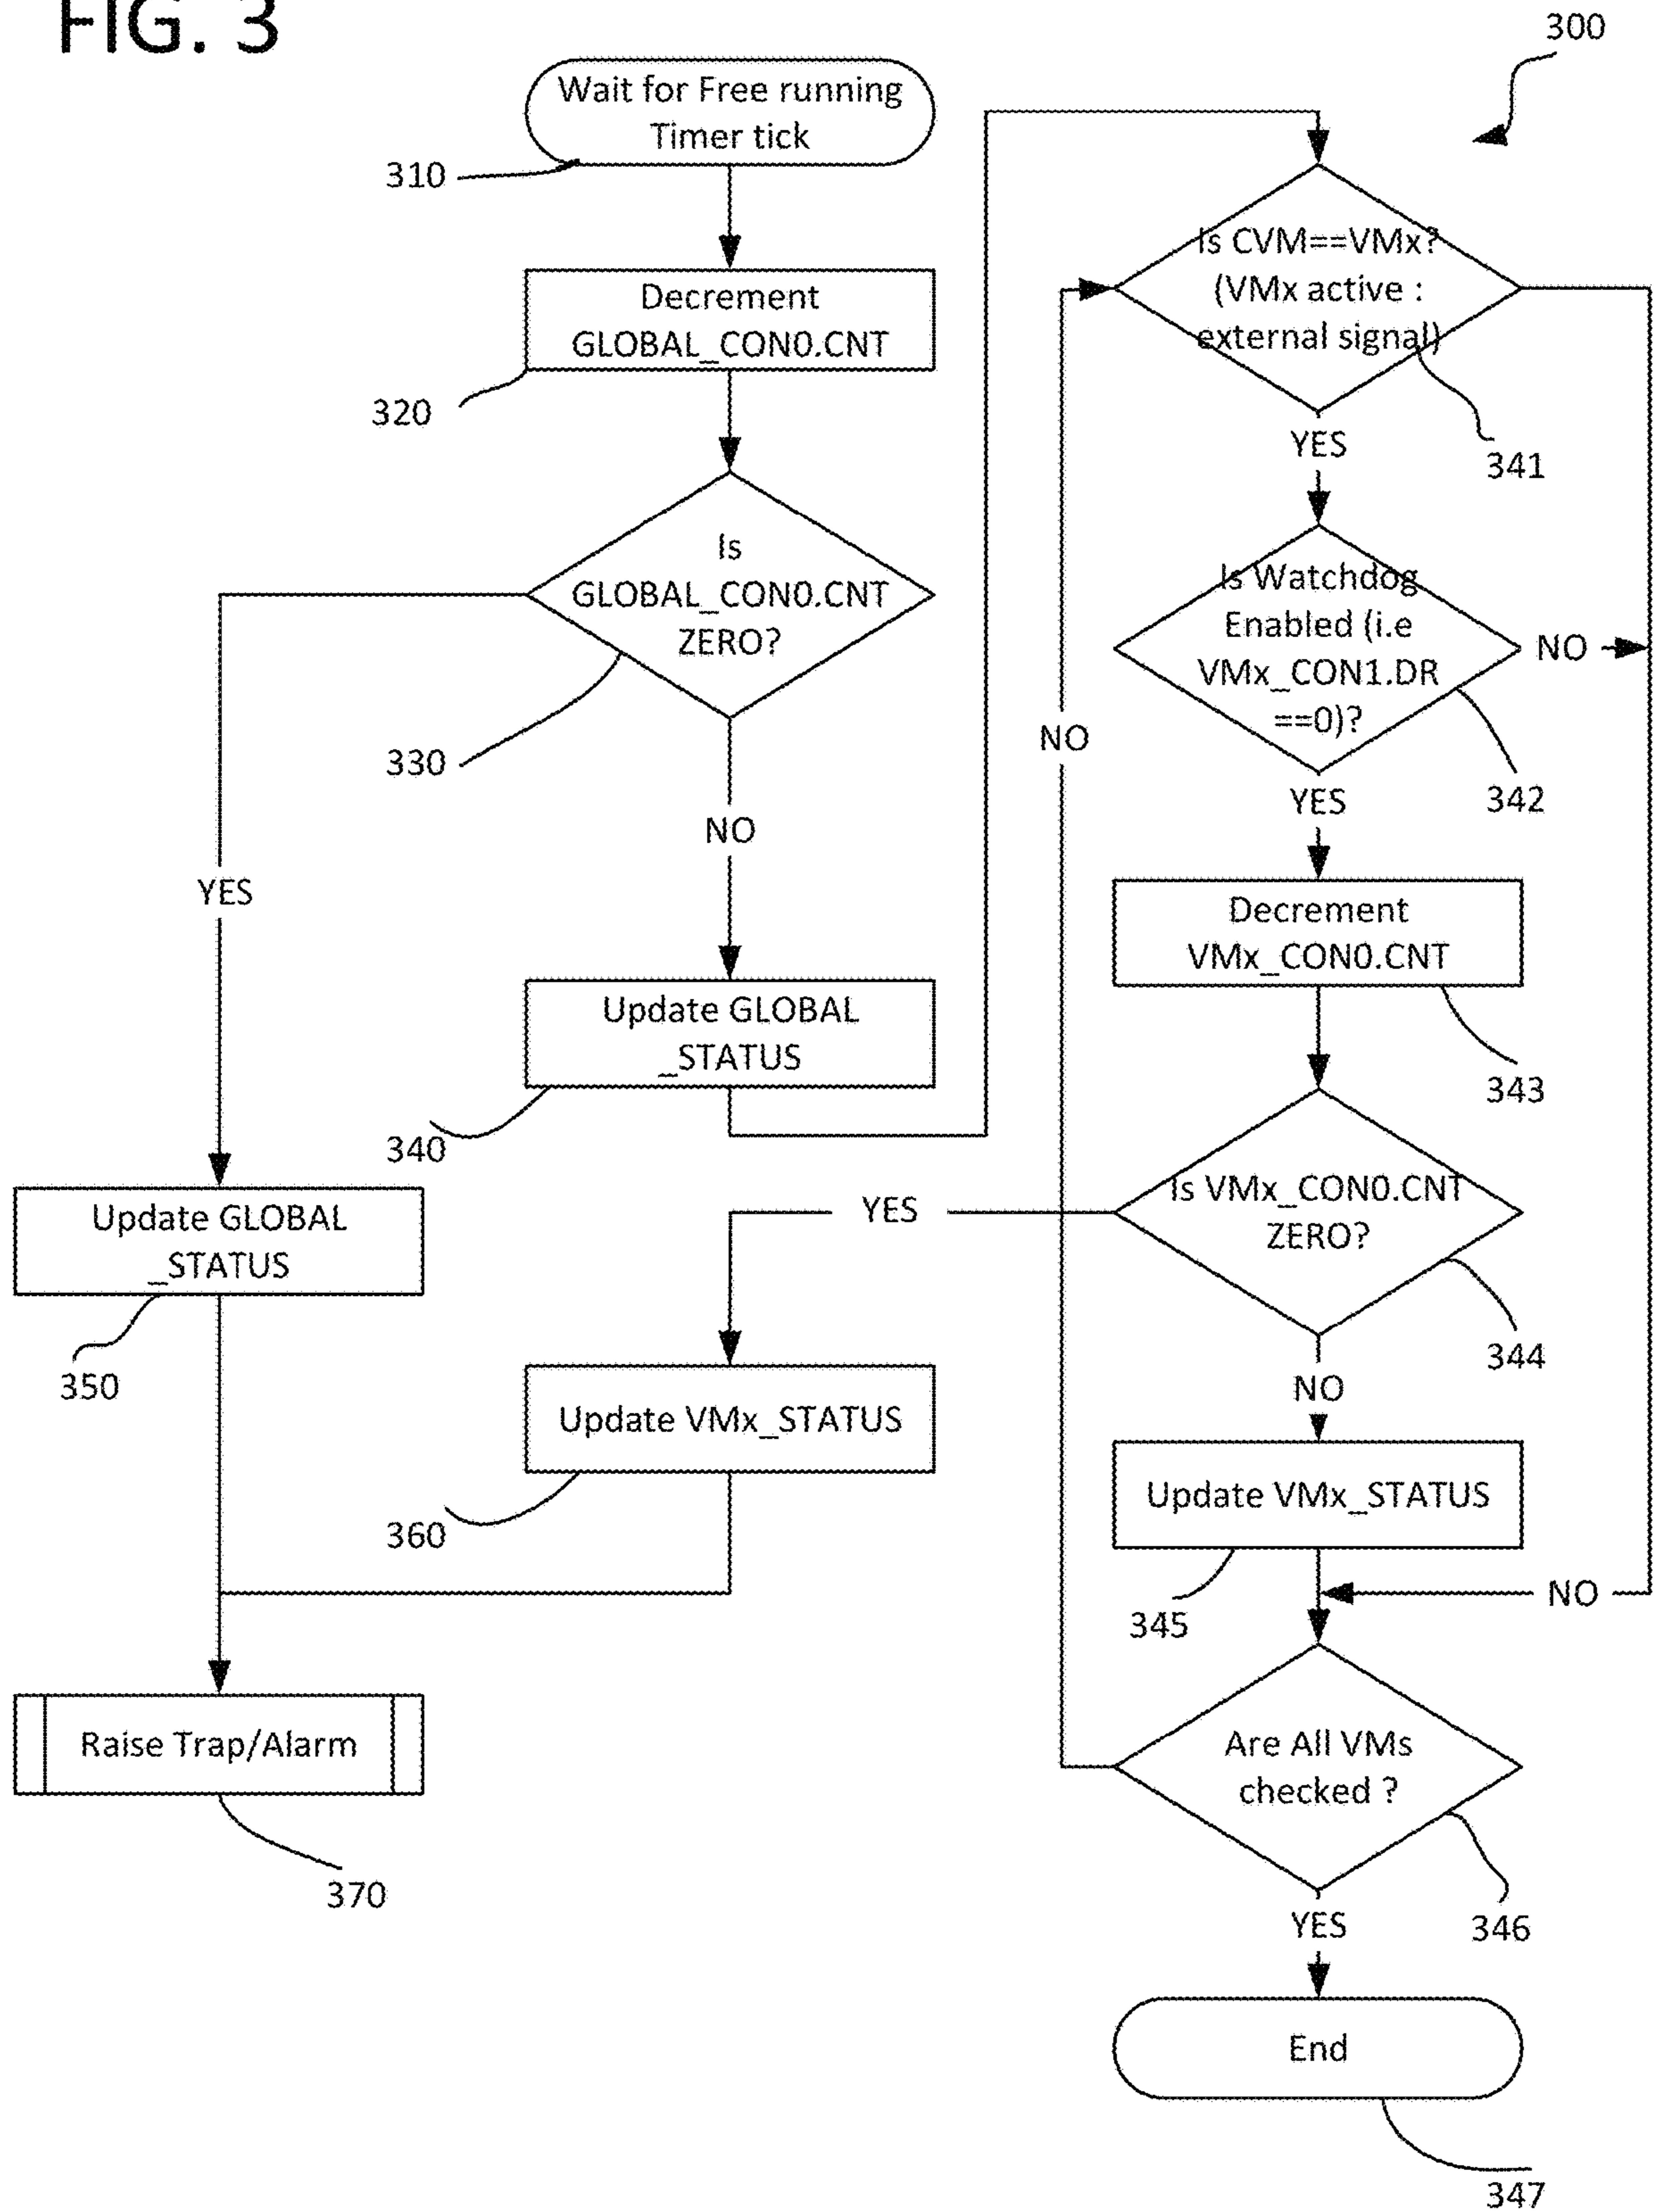 FIG. 3
300
Wait for Free running
Timer tick
310
Decrement
GLOBAL_CON0.CNT
320
Is
GLOBAL_CON0.CNT
ZERO?
330
YES
NO
Update GLOBAL
_STATUS
340
Update GLOBAL
_STATUS
350
Is CVM==VMx?
(VMx active :
external signal)
341
YES
Is Watchdog
Enabled (i.e
VMx_CON1.DR
==0)?
NO
342
YES
NO
Decrement
VMx_CON0.CNT
343
Is VMx_CON0.CNT
ZERO?
YES
344
NO
Update VMx_STATUS
360
Update VMx_STATUS
345
NO
Raise Trap/Alarm
370
Are All VMs
checked ?
346
YES
End
347